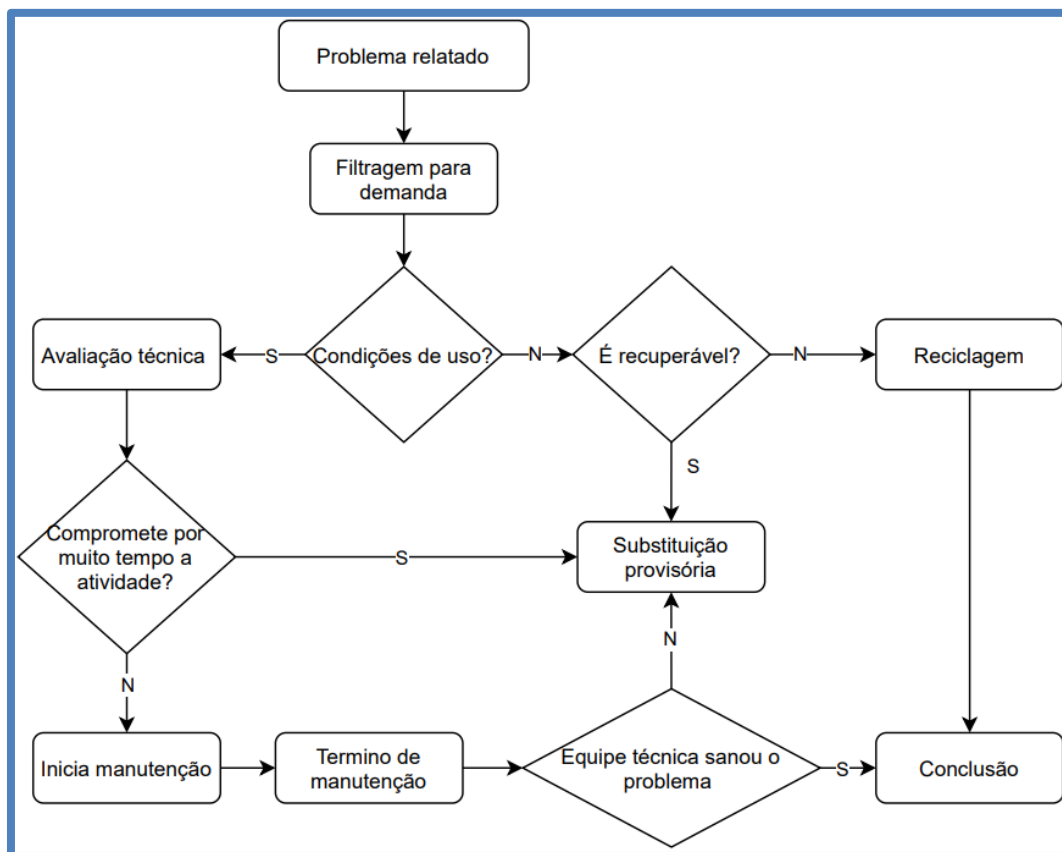 Problema relatado
Filtragem para
demanda
Avaliação técnica
S
Condições de uso?
N
É recuperável?
N
Reciclagem
S
Compromete por
muito tempo a
atividade?
S
Substituição
provisória
N
N
Inicia manutenção
Termino de
manutenção
Equipe técnica sanou o
problema
S
Conclusão